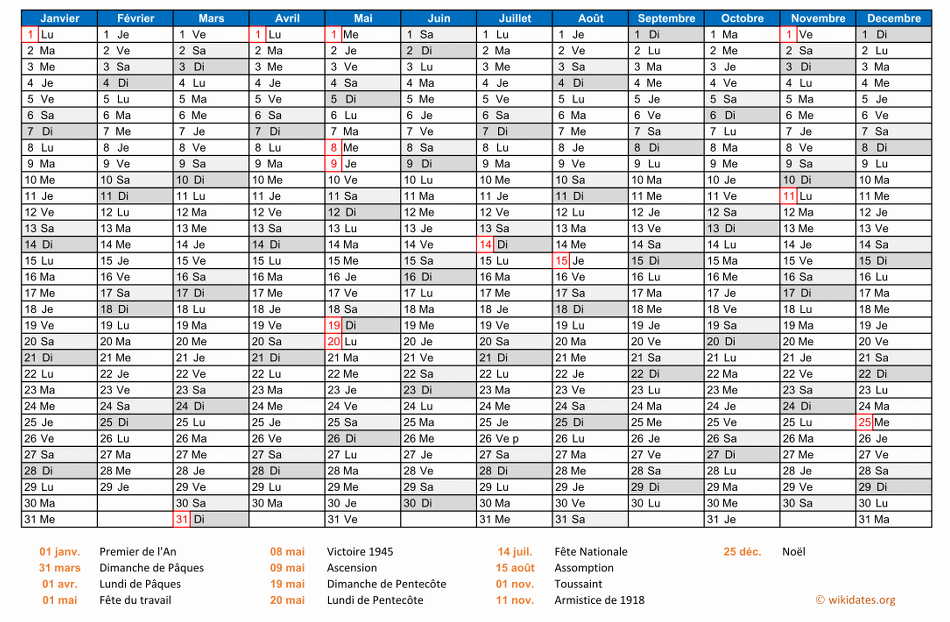 Janvier Février Mars Avril Mai Juin Juillet Août Septembre Octobre Novembre Decembre
1 Lu 1 Je 1 Ve 1 Lu 1 Me 1 Sa 1 Lu 1 Je 1 Di 1 Ma 1 Ve 1 Di
2 Ma 2 Ve 2 Sa 2 Ma 2 Je 2 Di 2 Ma 2 Ve 2 Lu 2 Me 2 Sa 2 Lu
3 Me 3 Sa 3 Di 3 Me 3 Ve 3 Lu 3 Me 3 Sa 3 Ma 3 Je 3 Di 3 Ma
4 Je 4 Di 4 Lu 4 Je 4 Sa 4 Ma 4 Je 4 Di 4 Me 4 Ve 4 Lu 4 Me
5 Ve 5 Lu 5 Ma 5 Ve 5 Di 5 Me 5 Ve 5 Lu 5 Je 5 Sa 5 Ma 5 Je
6 Sa 6 Ma 6 Me 6 Sa 6 Lu 6 Je 6 Sa 6 Ma 6 Ve 6 Di 6 Me 6 Ve
7 Di 7 Me 7 Je 7 Di 7 Ma 7 Ve 7 Di 7 Me 7 Sa 7 Lu 7 Je 7 Sa
8 Lu 8 Je 8 Ve 8 Lu 8 Me 8 Sa 8 Lu 8 Je 8 Di 8 Ma 8 Ve 8 Di
9 Ma 9 Ve 9 Sa 9 Ma 9 Je 9 Di 9 Ma 9 Ve 9 Lu 9 Me 9 Sa 9 Lu
10 Me 10 Sa 10 Di 10 Me 10 Ve 10 Lu 10 Me 10 Sa 10 Ma 10 Je 10 Di 10 Ma
11 Je 11 Di 11 Lu 11 Je 11 Sa 11 Ma 11 Je 11 Di 11 Me 11 Ve 11 Lu 11 Me
12 Ve 12 Lu 12 Ma 12 Ve 12 Di 12 Me 12 Ve 12 Lu 12 Je 12 Sa 12 Ma 12 Je
13 Sa 13 Ma 13 Me 13 Sa 13 Lu 13 Je 13 Sa 13 Ma 13 Ve 13 Di 13 Me 13 Ve
14 Di 14 Me 14 Je 14 Di 14 Ma 14 Ve 14 Di 14 Me 14 Sa 14 Lu 14 Je 14 Sa
15 Lu 15 Je 15 Ve 15 Lu 15 Me 15 Sa 15 Lu 15 Je 15 Di 15 Ma 15 Ve 15 Di
16 Ma 16 Ve 16 Sa 16 Ma 16 Je 16 Di 16 Ma 16 Ve 16 Lu 16 Me 16 Sa 16 Lu
17 Me 17 Sa 17 Di 17 Me 17 Ve 17 Lu 17 Me 17 Sa 17 Ma 17 Je 17 Di 17 Ma
18 Je 18 Di 18 Lu 18 Je 18 Sa 18 Ma 18 Je 18 Di 18 Me 18 Ve 18 Lu 18 Me
19 Ve 19 Lu 19 Ma 19 Ve 19 Di 19 Me 19 Ve 19 Lu 19 Je 19 Sa 19 Ma 19 Je
20 Sa 20 Ma 20 Me 20 Sa 20 Lu 20 Je 20 Sa 20 Ma 20 Ve 20 Di 20 Me 20 Ve
21 Di 21 Me 21 Je 21 Di 21 Ma 21 Ve 21 Di 21 Me 21 Sa 21 Lu 21 Je 21 Sa
22 Lu 22 Je 22 Ve 22 Lu 22 Me 22 Sa 22 Lu 22 Je 22 Di 22 Ma 22 Ve 22 Di
23 Ma 23 Ve 23 Sa 23 Ma 23 Je 23 Di 23 Ma 23 Ve 23 Lu 23 Me 23 Sa 23 Lu
24 Me 24 Sa 24 Di 24 Me 24 Ve 24 Lu 24 Me 24 Sa 24 Ma 24 Je 24 Di 24 Ma
25 Je 25 Di 25 Lu 25 Je 25 Sa 25 Ma 25 Je 25 Di 25 Me 25 Ve 25 Lu 25 Me
26 Ve 26 Lu 26 Ma 26 Ve 26 Di 26 Me 26 Ve p 26 Lu 26 Je 26 Sa 26 Ma 26 Je
27 Sa 27 Ma 27 Me 27 Sa 27 Lu 27 Je 27 Sa 27 Ma 27 Ve 27 Di 27 Me 27 Ve
28 Di 28 Me 28 Je 28 Di 28 Ma 28 Ve 28 Di 28 Me 28 Sa 28 Lu 28 Je 28 Sa
29 Lu 29 Je 29 Ve 29 Lu 29 Me 29 Sa 29 Lu 29 Je 29 Di 29 Ma 29 Ve 29 Di
30 Ma 30 Sa 30 Ma 30 Je 30 Di 30 Ma 30 Ve 30 Lu 30 Me 30 Sa 30 Lu
31 Me 31 Di 31 Ve 31 Me 31 Sa 31 Je 31 Ma
01 janv. Premier de l'An 08 mai Victoire 1945 14 juil. Fête Nationale 25 déc. Noël
31 mars Dimanche de Pâques 09 mai Ascension 15 août Assomption
01 avr. Lundi de Pâques 19 mai Dimanche de Pentecôte 01 nov. Toussaint
01 mai Fête du travail 20 mai Lundi de Pentecôte 11 nov. Armistice de 1918 © wikidates.org